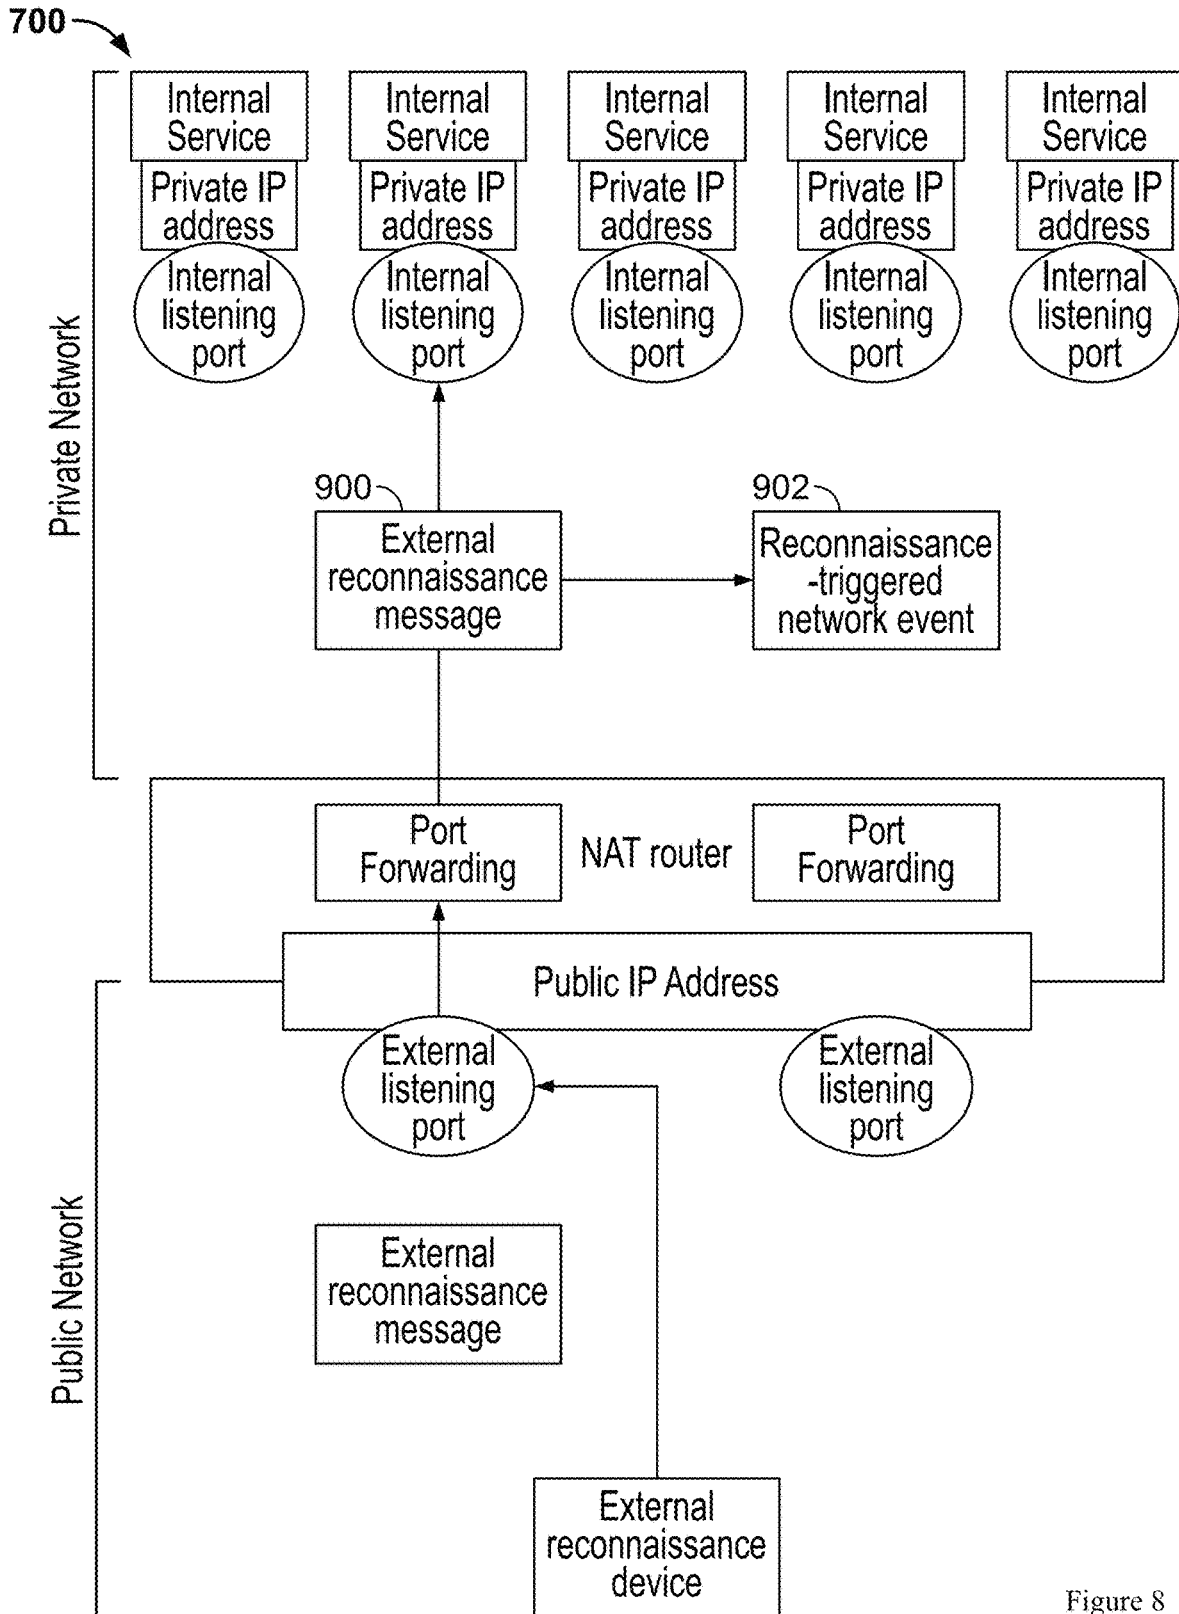 700
Internal
Service
Internal
Service
Internal
Service
Internal
Service
Internal
Service
Private IP
address
Private IP
address
Private IP
address
Private IP
address
Private IP
address
Internal
listening
port
Internal
listening
port
Internal
listening
port
Internal
listening
port
Internal
listening
port
Private Network
900
External
reconnaissance
message
902
Reconnaissance
-triggered
network event
Port
Forwarding
NAT router
Port
Forwarding
Public IP Address
External
listening
port
External
listening
port
Public Network
External
reconnaissance
message
External
reconnaissance
device
Figure 8